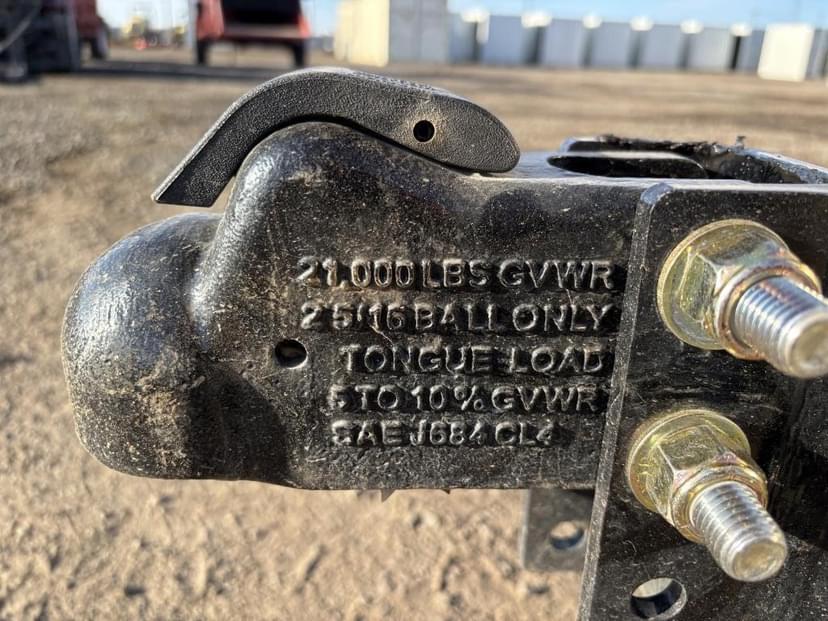 21,000 LBS GVWR
2 5/16 BALL ONLY
TONGUE LOAD
5 TO 10 % GVWR
SAE J684 CL4